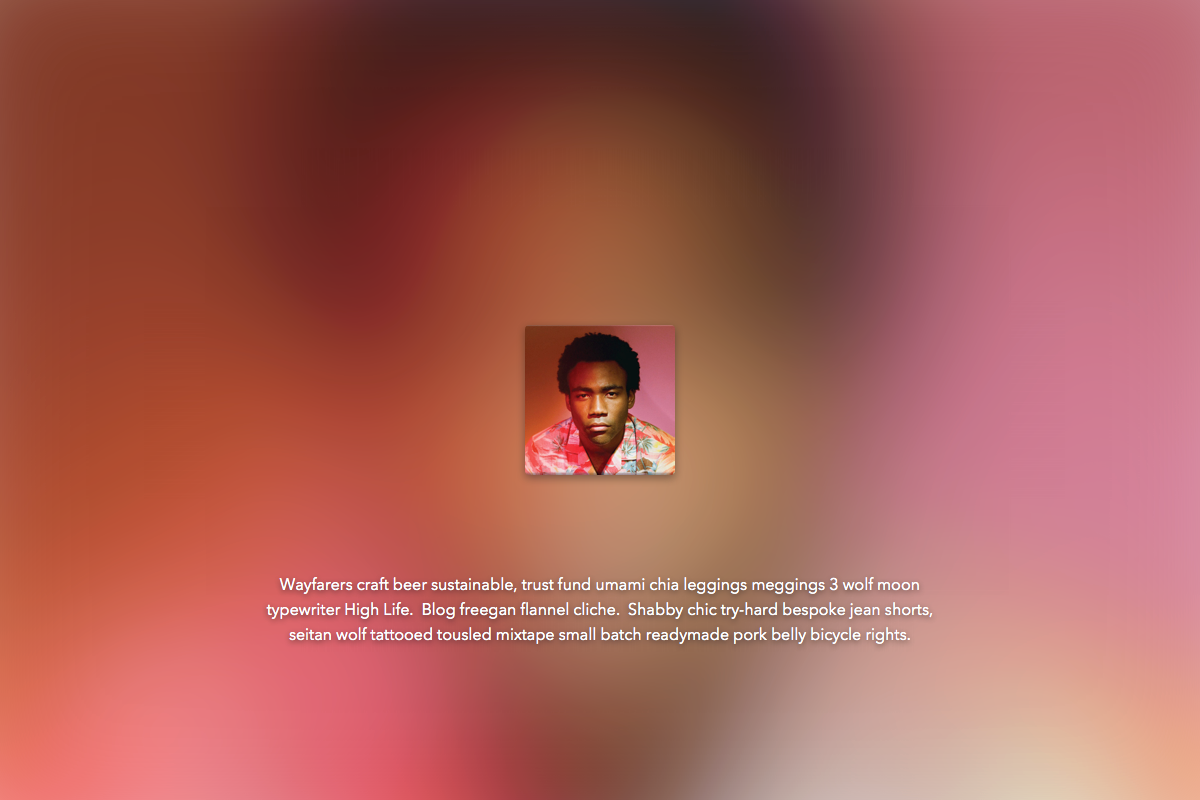 Wayfarers craft beer sustainable, trust fund umami chia leggings meggings 3 wolf moon
typewriter High Life.  Blog freegan flannel cliche.  Shabby chic try-hard bespoke jean shorts,
seitan wolf tattooed tousled mixtape small batch readymade pork belly bicycle rights.